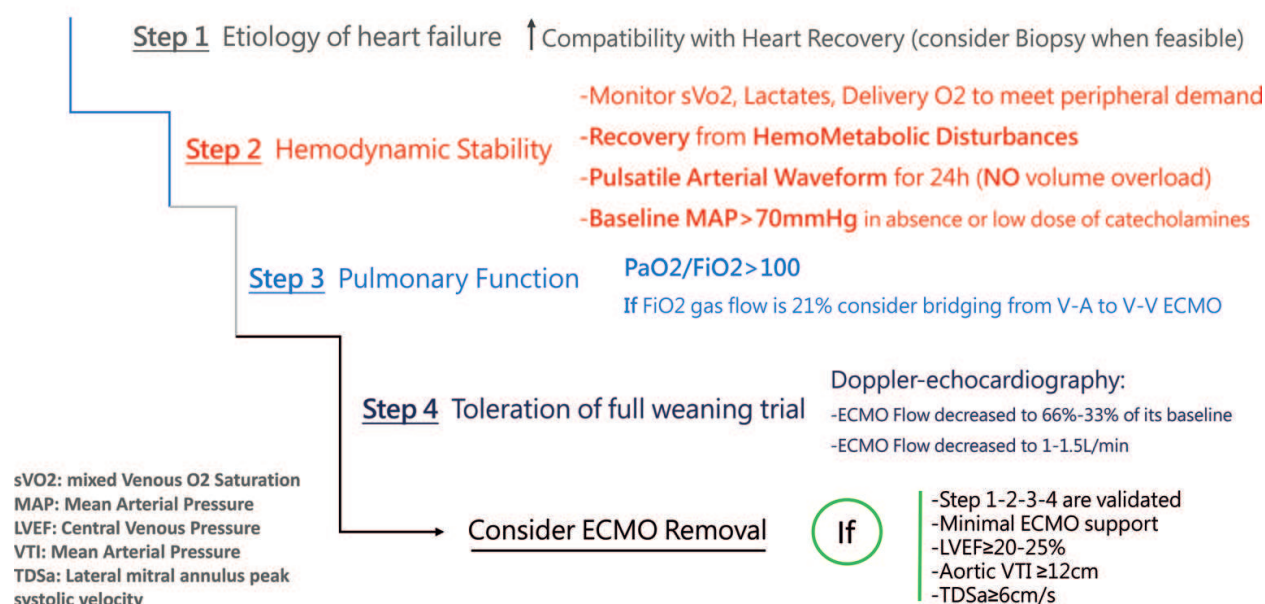 Step 1 Etiology of heart failure ↑ Compatibility with Heart Recovery (consider Biopsy when feasible)
Step 2 Hemodynamic Stability
-Monitor sVo2, Lactates, Delivery O2 to meet peripheral demand
-Recovery from HemoMetabolic Disturbances
-Pulsatile Arterial Waveform for 24h (NO volume overload)
-Baseline MAP>70mmHg in absence or low dose of catecholamines
Step 3 Pulmonary Function
PaO2/FiO2>100
If FiO2 gas flow is 21% consider bridging from V-A to V-V ECMO
Step 4 Toleration of full weaning trial
Doppler-echocardiography:
-ECMO Flow decreased to 66%-33% of its baseline
-ECMO Flow decreased to 1-1.5L/min
Consider ECMO Removal
If
-Step 1-2-3-4 are validated
-Minimal ECMO support
-LVEF≥20-25%
-Aortic VTI ≥12cm
-TDSa≥6cm/s
sVO2: mixed Venous O2 Saturation
MAP: Mean Arterial Pressure
LVEF: Central Venous Pressure
VTI: Mean Arterial Pressure
TDSa: Lateral mitral annulus peak
systolic velocity